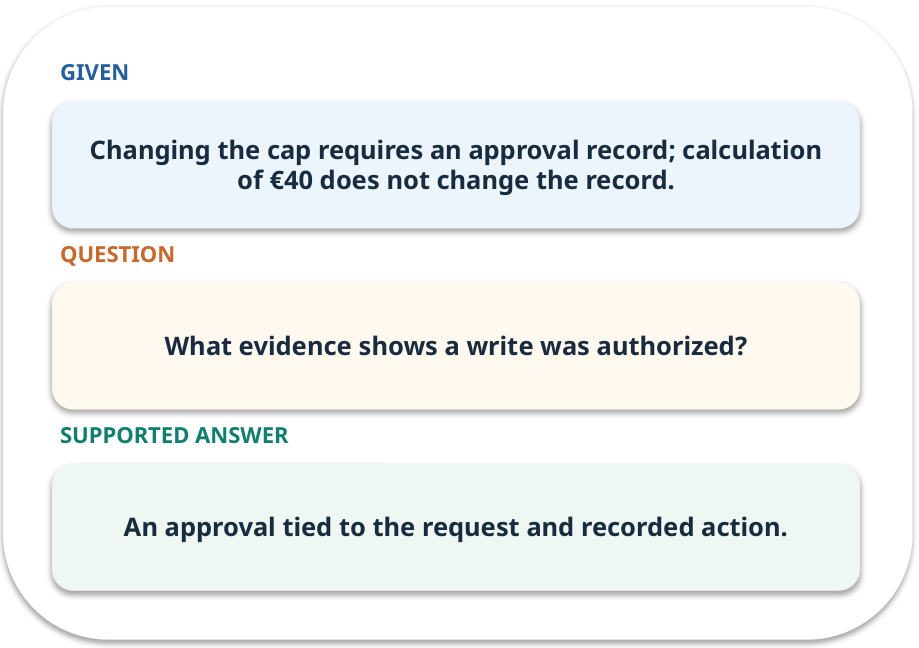 GIVEN
Changing the cap requires an approval record; calculation
of €40 does not change the record.
QUESTION
What evidence shows a write was authorized?
SUPPORTED ANSWER
An approval tied to the request and recorded action.